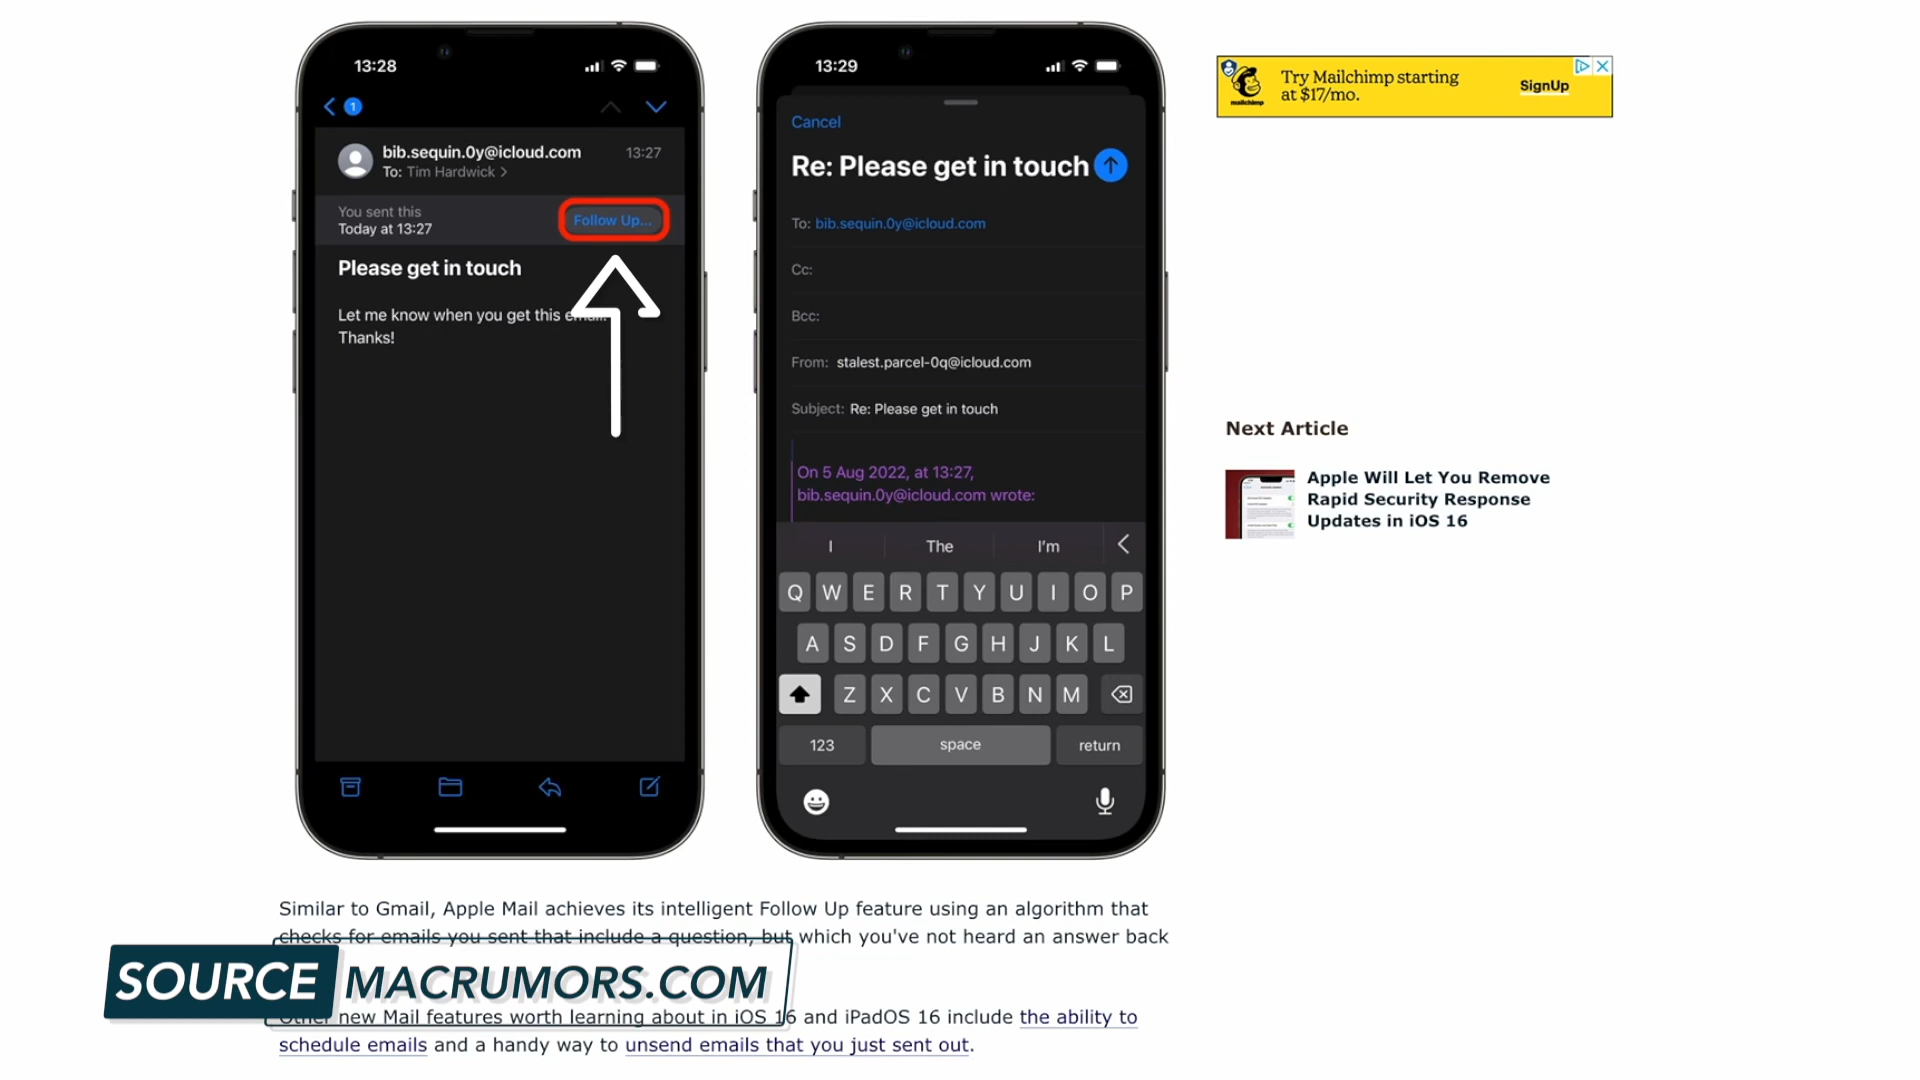 13:28
1
bib.sequin.0y@icloud.com
13:27
To: Tim Hardwick >
You sent this
Today at 13:27
Follow Up...
Please get in touch
Let me know when you get this email!
Thanks!
13:29
Cancel
Re: Please get in touch
To: bib.sequin.0y@icloud.com
Cc:
Bcc:
From: stalest.parcel-0q@icloud.com
Subject: Re: Please get in touch
On 5 Aug 2022, at 13:27,
bib.sequin.0y@icloud.com wrote:
I The I'm
Q W E R T Y U I O P
A S D F G H J K L
Z X C V B N M
123 space return
mailchimp
Try Mailchimp starting
at $17/mo.
SignUp
Next Article
Apple Will Let You Remove
Rapid Security Response
Updates in iOS 16
Similar to Gmail, Apple Mail achieves its intelligent Follow Up feature using an algorithm that
checks for emails you sent that include a question, but which you've not heard an answer back
SOURCE MACRUMORS.COM
Other new Mail features worth learning about in iOS 16 and iPadOS 16 include the ability to
schedule emails and a handy way to unsend emails that you just sent out.